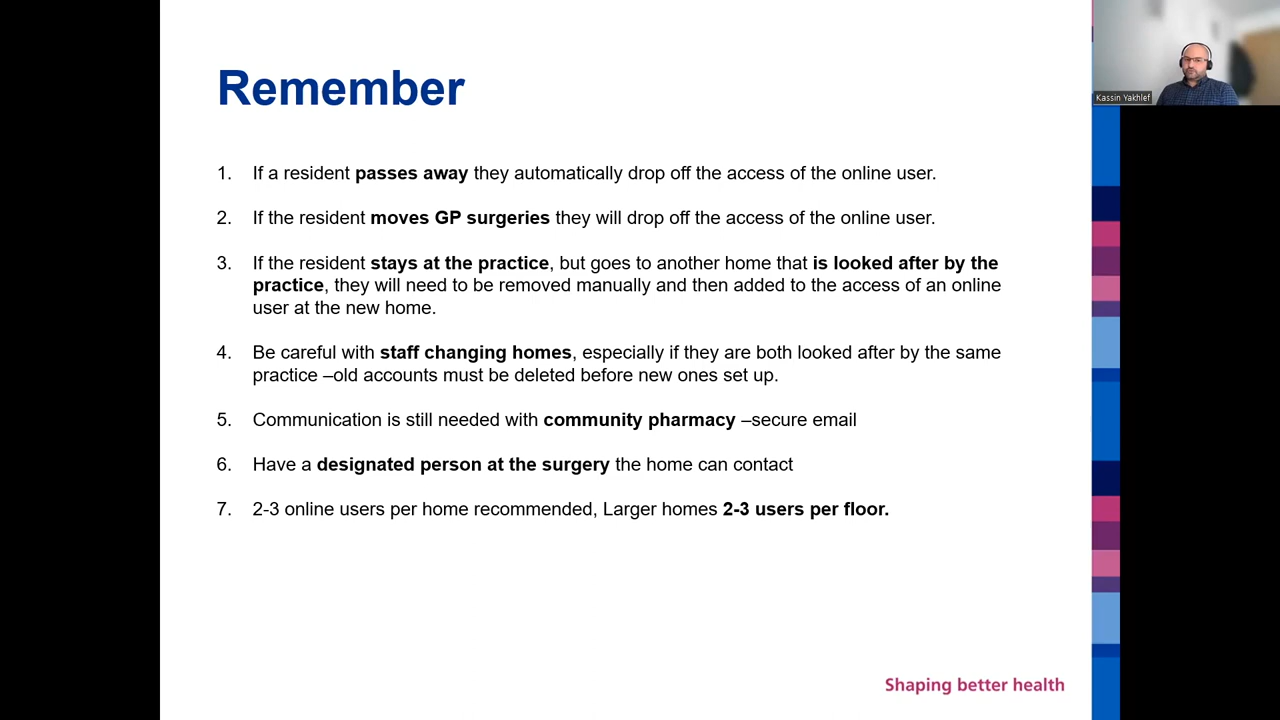 Remember
Kassin Yakhlef
1. If a resident passes away they automatically drop off the access of the online user.
2. If the resident moves GP surgeries they will drop off the access of the online user.
3. If the resident stays at the practice, but goes to another home that is looked after by the
practice, they will need to be removed manually and then added to the access of an online
user at the new home.
4. Be careful with staff changing homes, especially if they are both looked after by the same
practice –old accounts must be deleted before new ones set up.
5. Communication is still needed with community pharmacy –secure email
6. Have a designated person at the surgery the home can contact
7. 2-3 online users per home recommended, Larger homes 2-3 users per floor.
Shaping better health